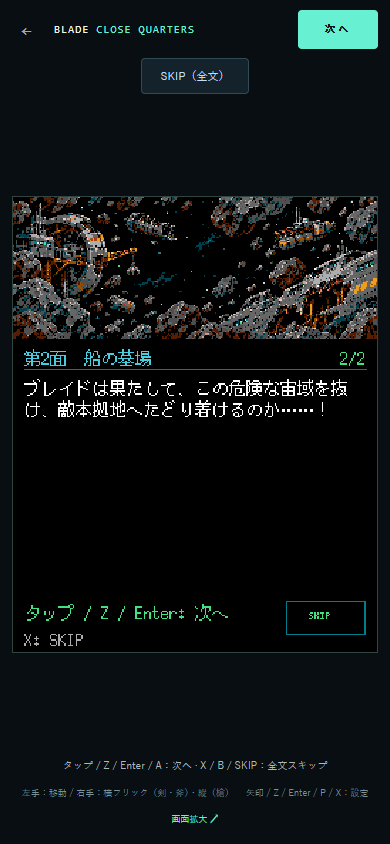 ← BLADE CLOSE QUARTERS 次へ
SKIP（全文）
第2面　船の墓場 2/2
ブレイドは果たして、この危険な宙域を抜
け、敵本拠地へたどり着けるのか……！
タップ / Z / Enter: 次へ
SKIP
X: SKIP
タップ / Z / Enter / A：次へ · X / B / SKIP：全文スキップ
左手：移動 / 右手：横フリック（剣・斧）・縦（槍）　矢印 / Z / Enter / P / X：設定
画面拡大 ⤢